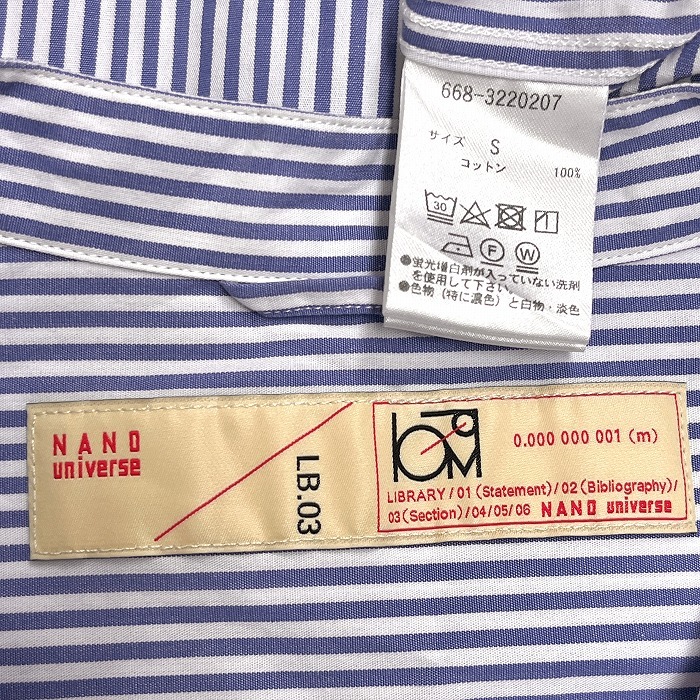 668-3220207
サイズ S
コットン 100%
30
F
W
●蛍光増白剤が入っていない洗剤
を使用して下さい。
●色物(特に濃色)と白物・淡色
NANO
universe
LB.03
0.000 000 001 (m)
LIBRARY / 01 (Statement) / 02 (Bibliography) /
03 (Section) / 04 / 05 / 06 NANO universe